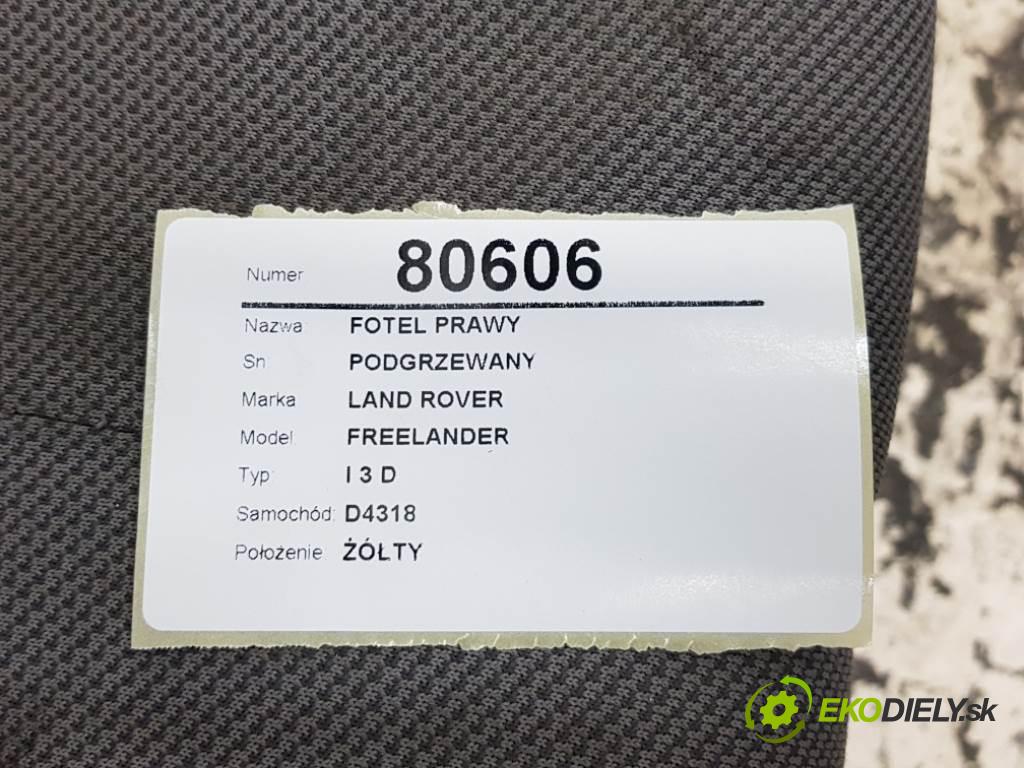 Numer 80606
Nazwa: FOTEL PRAWY
Sn PODGRZEWANY
Marka LAND ROVER
Model: FREELANDER
Typ: I 3 D
Samochód: D4318
Położenie ŻÓŁTY
EKODIELY.sk